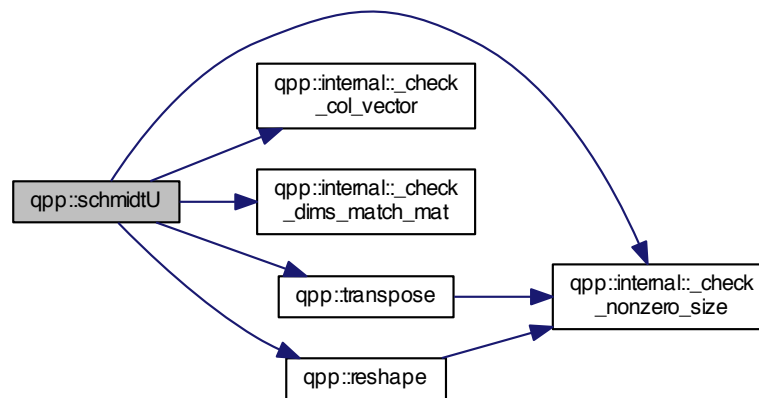 qpp::internal::_check
_col_vector
qpp::schmidtU
qpp::internal::_check
_dims_match_mat
qpp::transpose
qpp::internal::_check
_nonzero_size
qpp::reshape